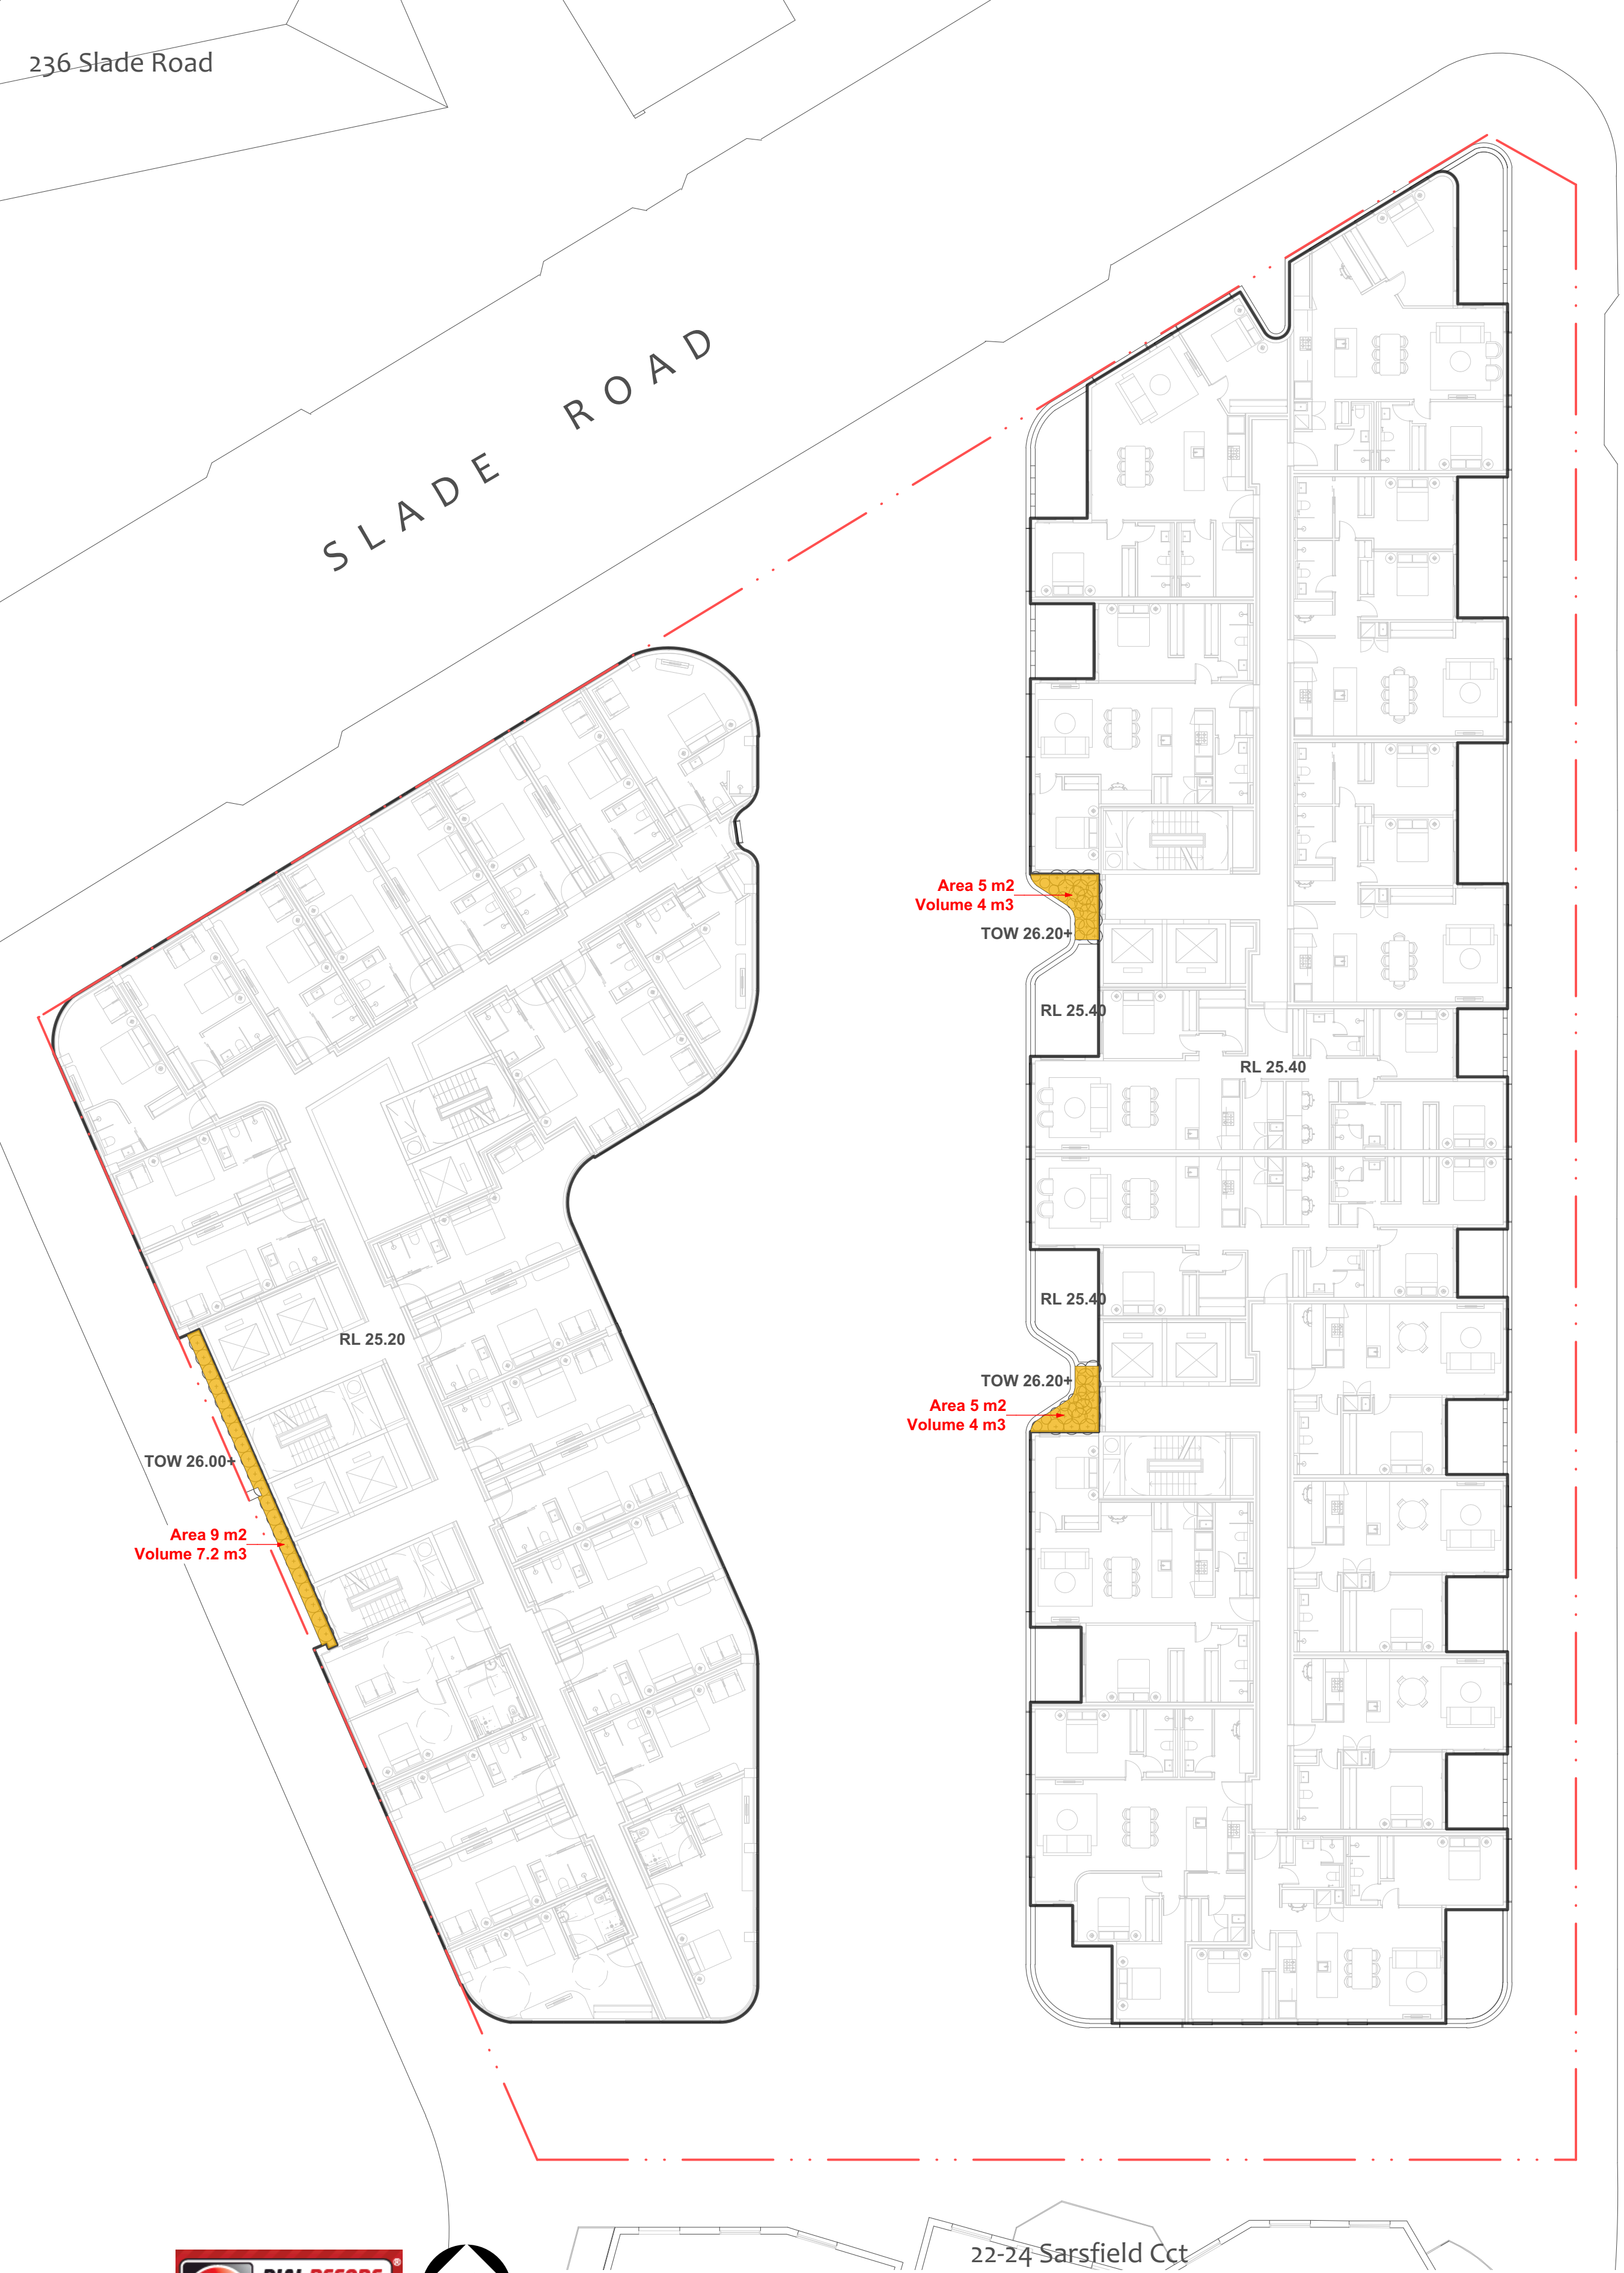 236 Slade Road
SLADE ROAD
Area 5 m2
Volume 4 m3
TOW 26.20+
RL 25.40
RL 25.40
RL 25.40
RL 25.20
TOW 26.20+
Area 5 m2
Volume 4 m3
TOW 26.00+
Area 9 m2
Volume 7.2 m3
22-24 Sarsfield Cct
DIAL BEFORE
®